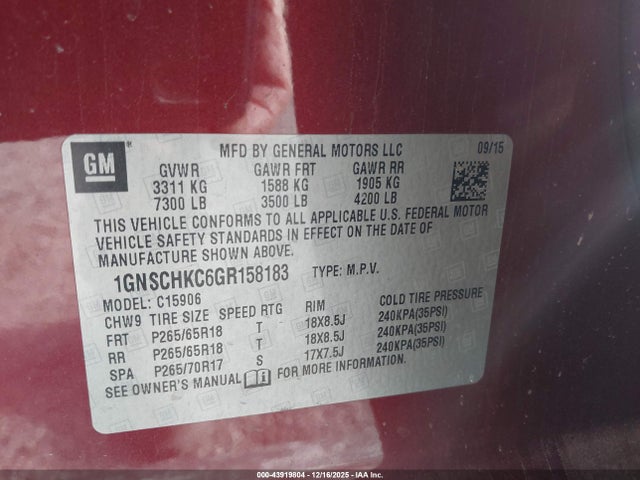 GM
MFD BY GENERAL MOTORS LLC 09/15
GVWR GAWR FRT GAWR RR
3311 KG 1588 KG 1905 KG
7300 LB 3500 LB 4200 LB
THIS VEHICLE CONFORMS TO ALL APPLICABLE U.S. FEDERAL MOTOR
VEHICLE SAFETY STANDARDS IN EFFECT ON THE DATE OF
MANUFACTURE SHOWN ABOVE.
1GNSCHKC6GR158183 TYPE: M.P.V.
MODEL: C15906
CHW9 TIRE SIZE SPEED RTG RIM COLD TIRE PRESSURE
FRT P265/65R18 T 18X8.5J 240KPA(35PSI)
RR P265/65R18 T 18X8.5J 240KPA(35PSI)
SPA P265/70R17 S 17X7.5J 240KPA(35PSI)
SEE OWNER'S MANUAL FOR MORE INFORMATION.
000-43919804 - 12/16/2025 - IAA Inc.